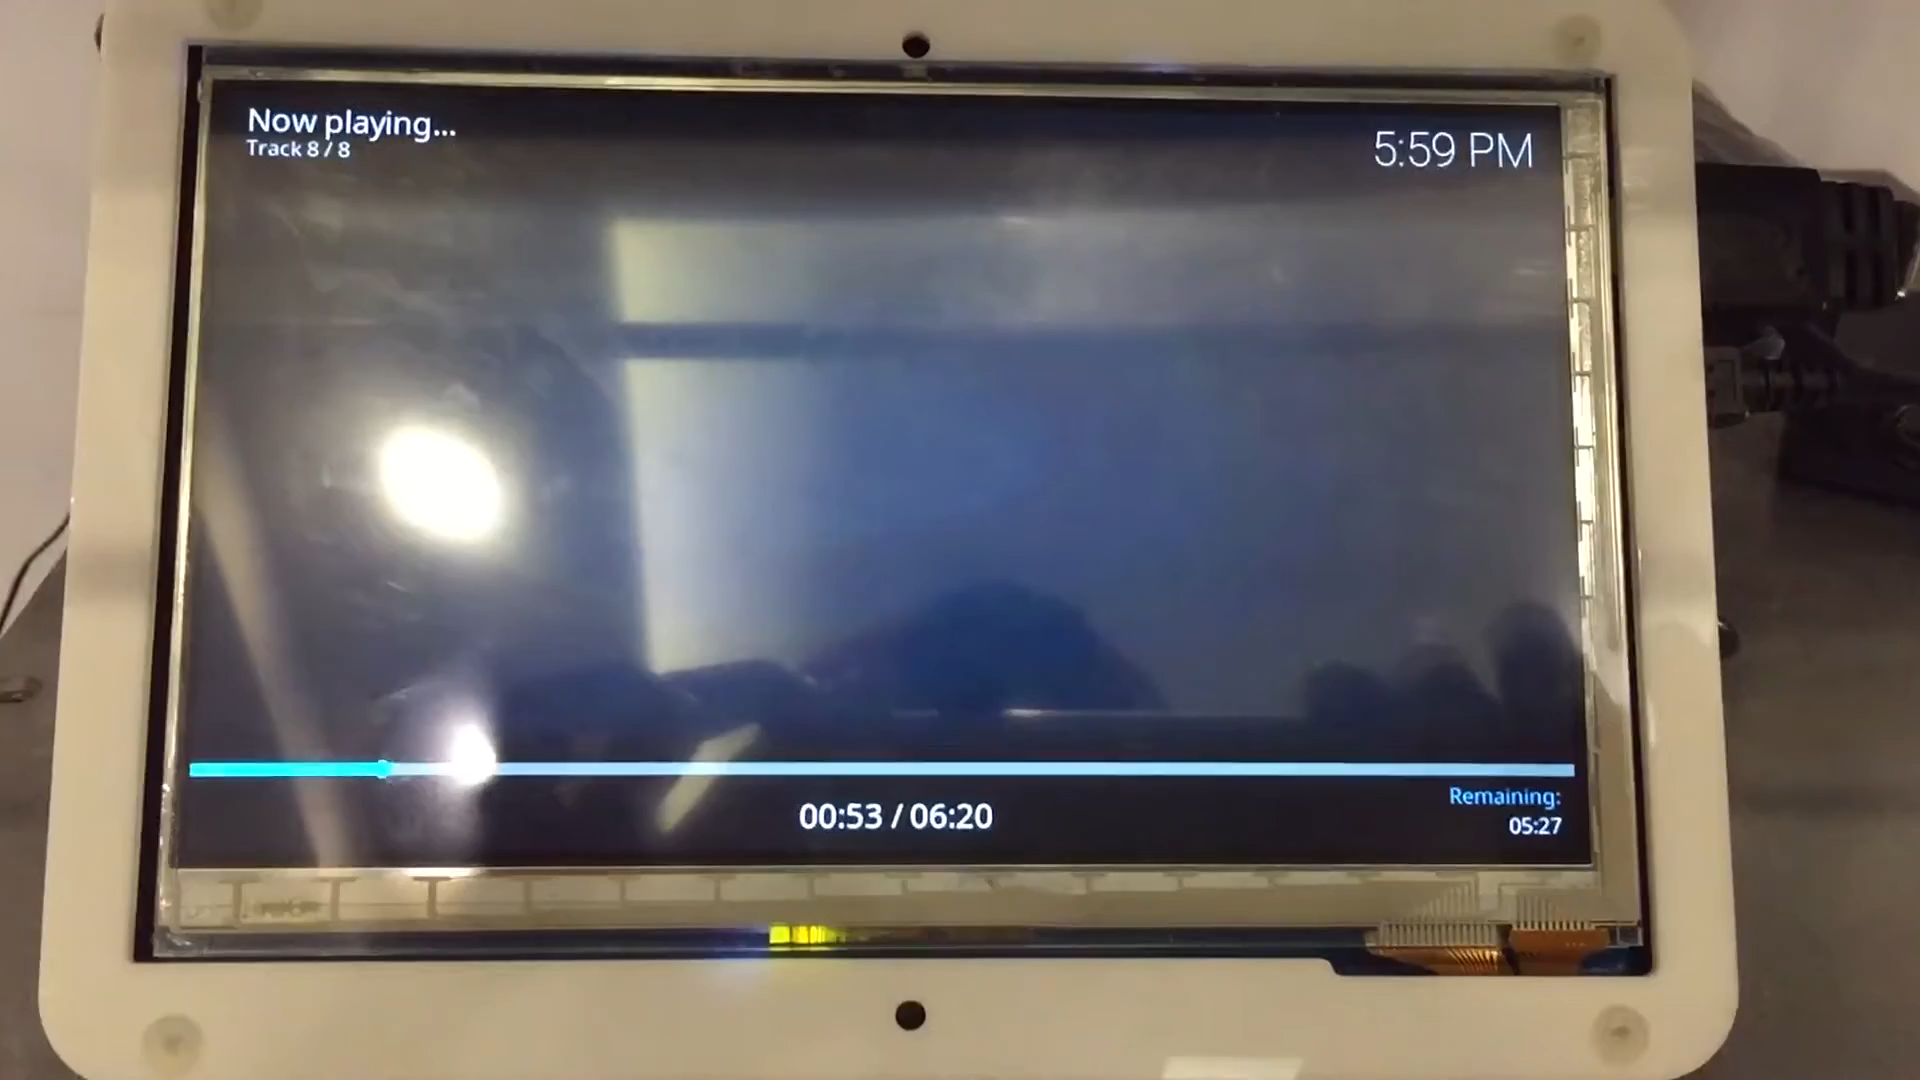 Now playing...
Track 8 / 8
5:59 PM
00:53 / 06:20
Remaining:
05:27